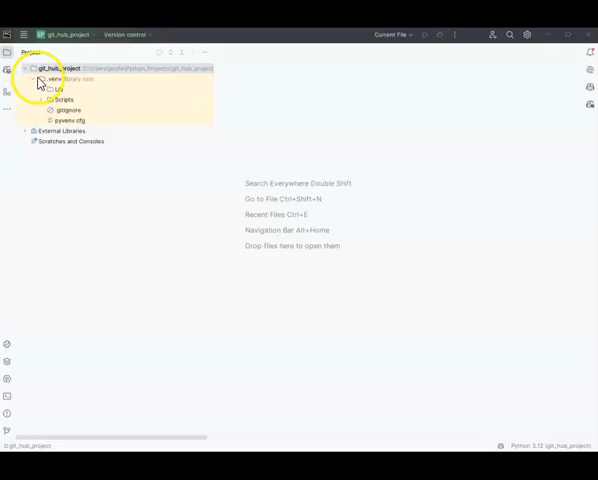 git_hub_project Version control Current File
Project
git_hub_project C:\Users\profe\Python_Projects\git_hub_project
.venv library root
Lib
Scripts
.gitignore
pyvenv.cfg
External Libraries
Scratches and Consoles
Search Everywhere Double Shift
Go to File Ctrl+Shift+N
Recent Files Ctrl+E
Navigation Bar Alt+Home
Drop files here to open them
git_hub_project Python 3.12 (git_hub_project)